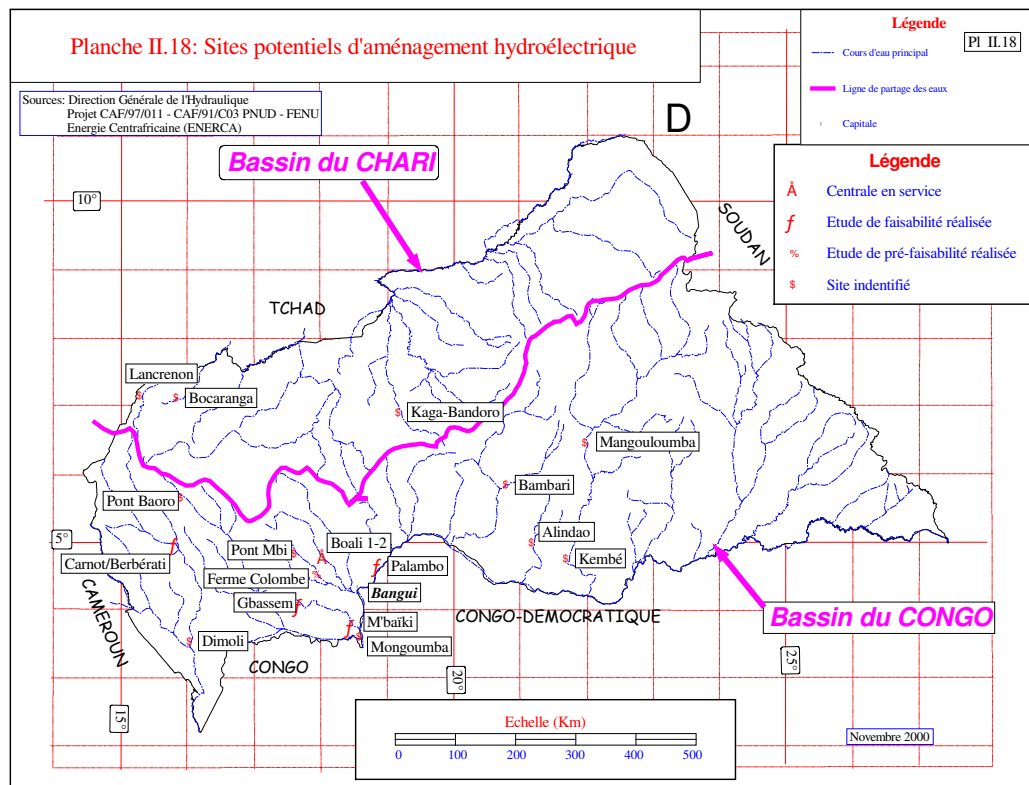 Planche II.18: Sites potentiels d'aménagement hydroélectrique
Légende
Pl II.18
Cours d'eau principal
Ligne de partage des eaux
Capitale
Sources: Direction Générale de l'Hydraulique
Projet CAF/97/011 - CAF/91/C03 PNUD - FENU
Energie Centrafricaine (ENERCA)
D
Légende
Å Centrale en service
ƒ Etude de faisabilité réalisée
% Etude de pré-faisabilité réalisée
$ Site indentifié
Bassin du CHARI
10°
SOUDAN
TCHAD
Lancrenon
$
$ Bocaranga
$ Kaga-Bandoro
$ Mangouloumba
Pont Baoro $
$ Bambari
5°
Carnot/Berbérati ƒ
Pont Mbi $
Boali 1-2
Å
Alindao
$
$ Kembé
Ferme Colombe %
ƒ Palambo
Bangui
Gbassem ƒ
CAMEROUN
CONGO-DEMOCRATIQUE
Bassin du CONGO
ƒ M'baïki
$ Dimoli
$ Mongoumba
CONGO
20°
25°
15°
Echelle (Km)
0 100 200 300 400 500
Novembre 2000